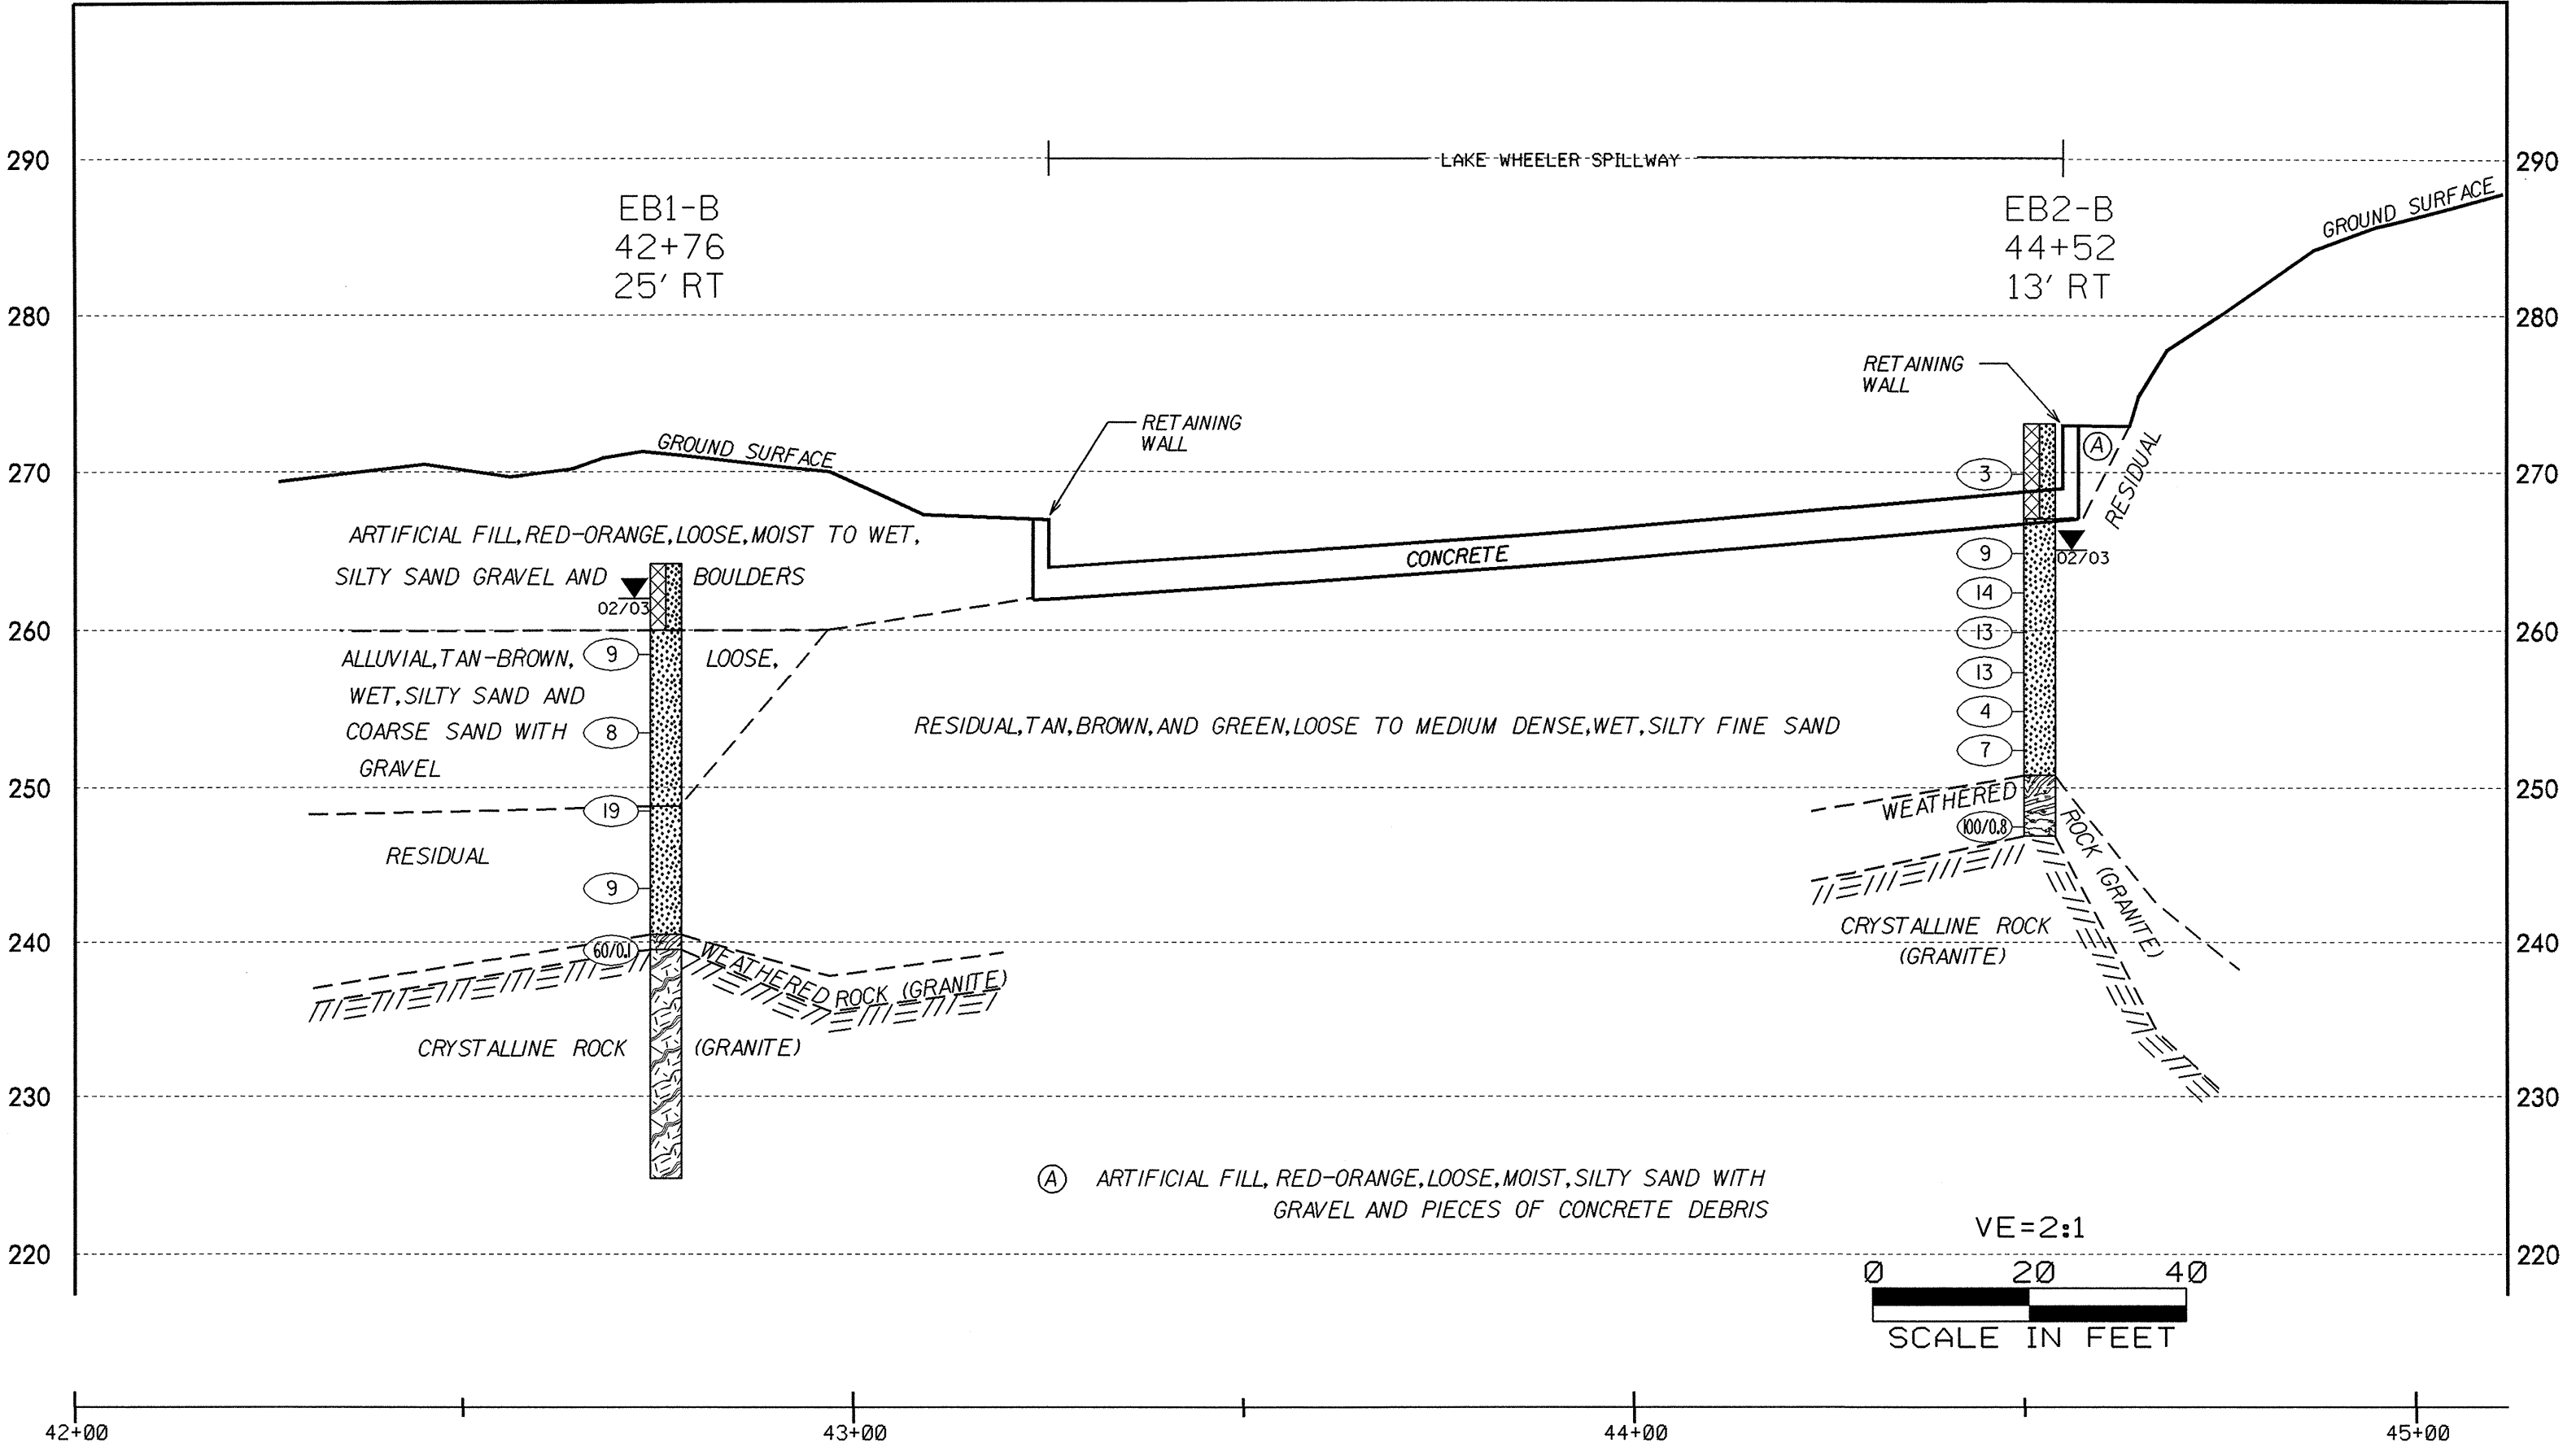 290
LAKE WHEELER SPILLWAY
290
GROUND SURFACE
EB1-B
42+76
25' RT
EB2-B
44+52
13' RT
280
280
RETAINING
WALL
RETAINING
WALL
GROUND SURFACE
A
RESIDUAL
270
3
270
ARTIFICIAL FILL, RED-ORANGE, LOOSE, MOIST TO WET,
SILTY SAND GRAVEL AND BOULDERS
02/03
CONCRETE
9
02/03
14
260
13
260
ALLUVIAL, TAN-BROWN, 9 LOOSE,
WET, SILTY SAND AND
COARSE SAND WITH 8
GRAVEL
13
4
RESIDUAL, TAN, BROWN, AND GREEN, LOOSE TO MEDIUM DENSE, WET, SILTY FINE SAND
7
250
250
19
WEATHERED ROCK (GRANITE)
100/0.8
RESIDUAL
9
CRYSTALLINE ROCK
(GRANITE)
240
60/0.1
240
WEATHERED ROCK (GRANITE)
CRYSTALLINE ROCK (GRANITE)
230
230
A ARTIFICIAL FILL, RED-ORANGE, LOOSE, MOIST, SILTY SAND WITH
GRAVEL AND PIECES OF CONCRETE DEBRIS
VE=2:1
220
220
0 20 40
SCALE IN FEET
42+00 43+00 44+00 45+00